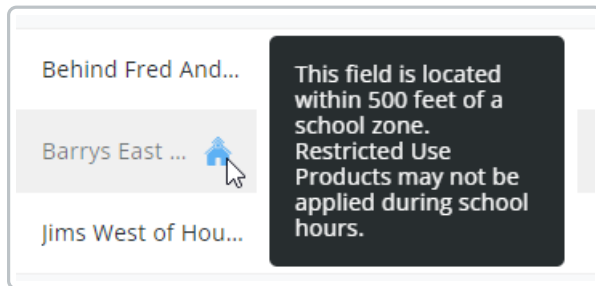 Behind Fred And...
Barrys East ...
Jims West of Hou...
This field is located
within 500 feet of a
school zone.
Restricted Use
Products may not be
applied during school
hours.